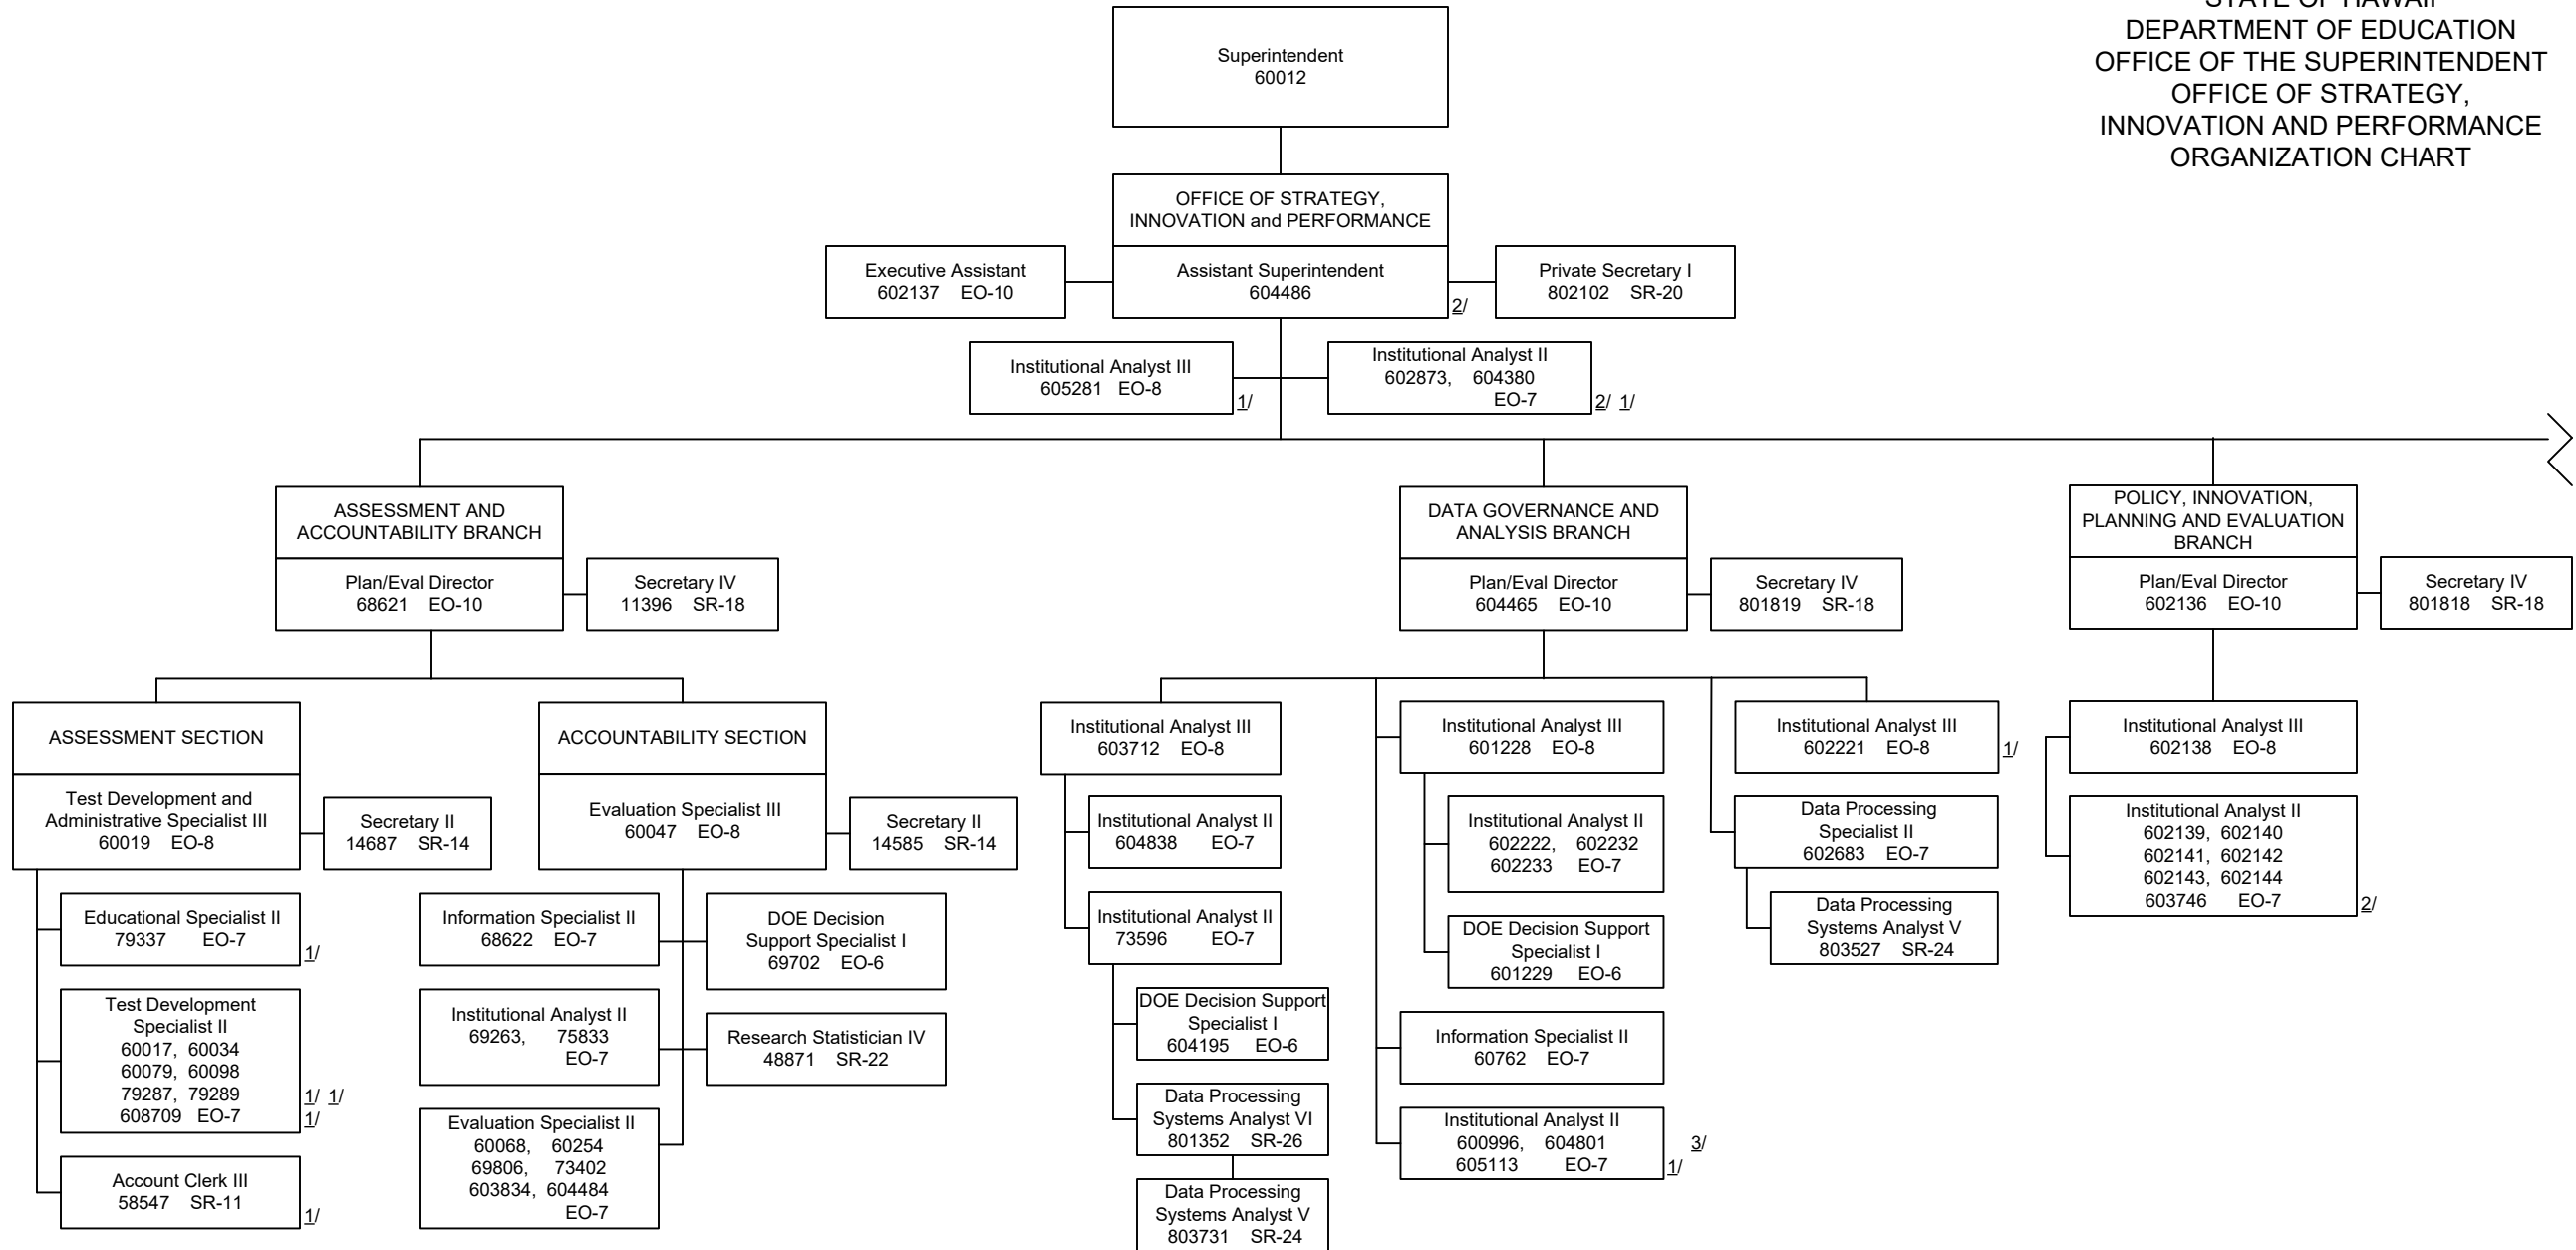 STATE OF HAWAII
DEPARTMENT OF EDUCATION
OFFICE OF THE SUPERINTENDENT
OFFICE OF STRATEGY,
INNOVATION AND PERFORMANCE
ORGANIZATION CHART
Superintendent
60012
OFFICE OF STRATEGY,
INNOVATION and PERFORMANCE
Executive Assistant
602137 EO-10
Assistant Superintendent
604486
2/
Private Secretary I
802102 SR-20
Institutional Analyst III
605281 EO-8
1/
Institutional Analyst II
602873, 604380
EO-7
2/ 1/
ASSESSMENT AND
ACCOUNTABILITY BRANCH
Plan/Eval Director
68621 EO-10
Secretary IV
11396 SR-18
DATA GOVERNANCE AND
ANALYSIS BRANCH
Plan/Eval Director
604465 EO-10
Secretary IV
801819 SR-18
POLICY, INNOVATION,
PLANNING AND EVALUATION
BRANCH
Plan/Eval Director
602136 EO-10
Secretary IV
801818 SR-18
ASSESSMENT SECTION
Test Development and
Administrative Specialist III
60019 EO-8
Secretary II
14687 SR-14
Educational Specialist II
79337 EO-7
1/
Test Development
Specialist II
60017, 60034
60079, 60098
79287, 79289
608709 EO-7
1/ 1/
1/
Account Clerk III
58547 SR-11
1/
ACCOUNTABILITY SECTION
Evaluation Specialist III
60047 EO-8
Secretary II
14585 SR-14
Information Specialist II
68622 EO-7
DOE Decision
Support Specialist I
69702 EO-6
Institutional Analyst II
69263, 75833
EO-7
Research Statistician IV
48871 SR-22
Evaluation Specialist II
60068, 60254
69806, 73402
603834, 604484
EO-7
Institutional Analyst III
603712 EO-8
Institutional Analyst II
604838 EO-7
Institutional Analyst II
73596 EO-7
DOE Decision Support
Specialist I
604195 EO-6
Data Processing
Systems Analyst VI
801352 SR-26
Data Processing
Systems Analyst V
803731 SR-24
Institutional Analyst III
601228 EO-8
Institutional Analyst II
602222, 602232
602233 EO-7
DOE Decision Support
Specialist I
601229 EO-6
Information Specialist II
60762 EO-7
Institutional Analyst II
600996, 604801
605113 EO-7
3/
1/
Institutional Analyst III
602221 EO-8
1/
Data Processing
Specialist II
602683 EO-7
Data Processing
Systems Analyst V
803527 SR-24
Institutional Analyst III
602138 EO-8
Institutional Analyst II
602139, 602140
602141, 602142
602143, 602144
603746 EO-7
2/